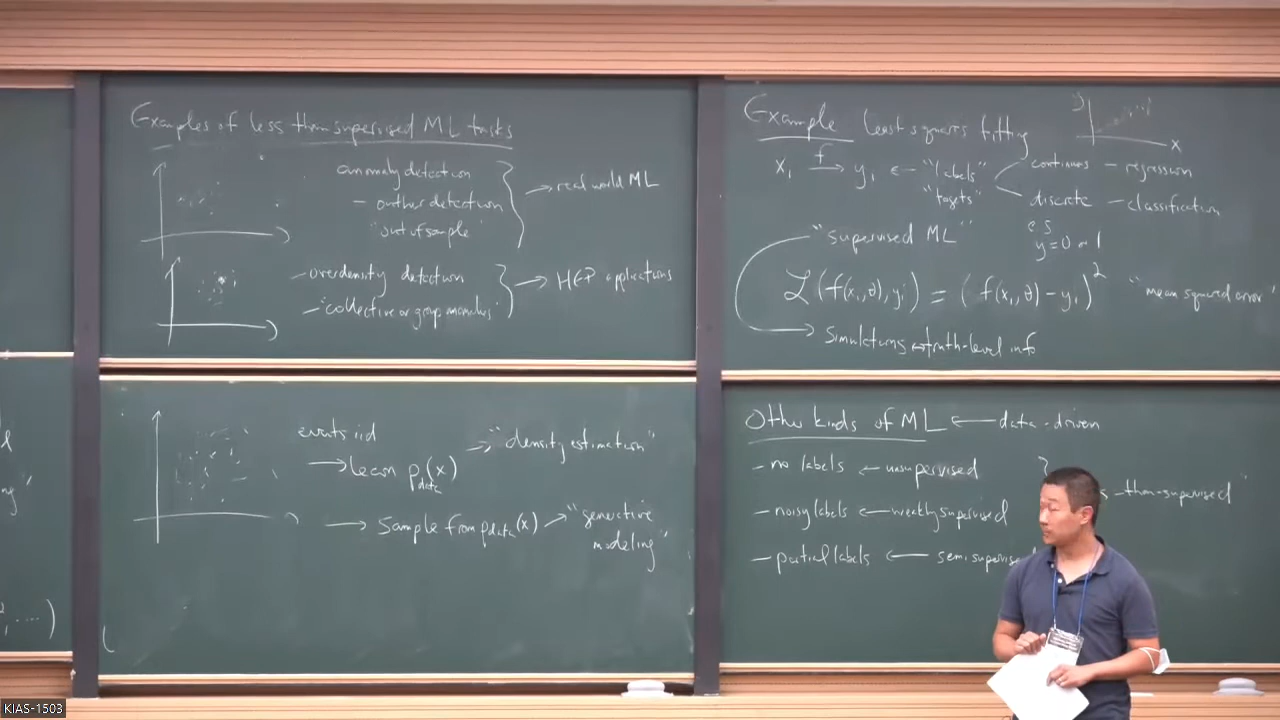 Examples of less than supervised ML tasks
anomaly detection
- outlier detection
"out of sample"
→ real world ML
- overdensity detection
- "collective or group anomalies"
→ HEP applications
events iid
→ learn p_data(x)
→ "density estimation"
→ sample from p_data(x) → "generative modeling"
Example least squares fitting
y
x
x_i f→ y_i ← "labels"
"targets"
continuous - regression
discrete - classification
e.g. y=0 or 1
"supervised ML"
L(f(x_i,θ),y_i) = (f(x_i,θ)-y_i)^2 "mean squared error"
→ Simulations ↔ truth-level info
Other kinds of ML ← data-driven
- no labels ← unsupervised
- noisy labels ← weakly supervised
- partial labels ← semisupervised
-than-supervised"
KIAS-1503